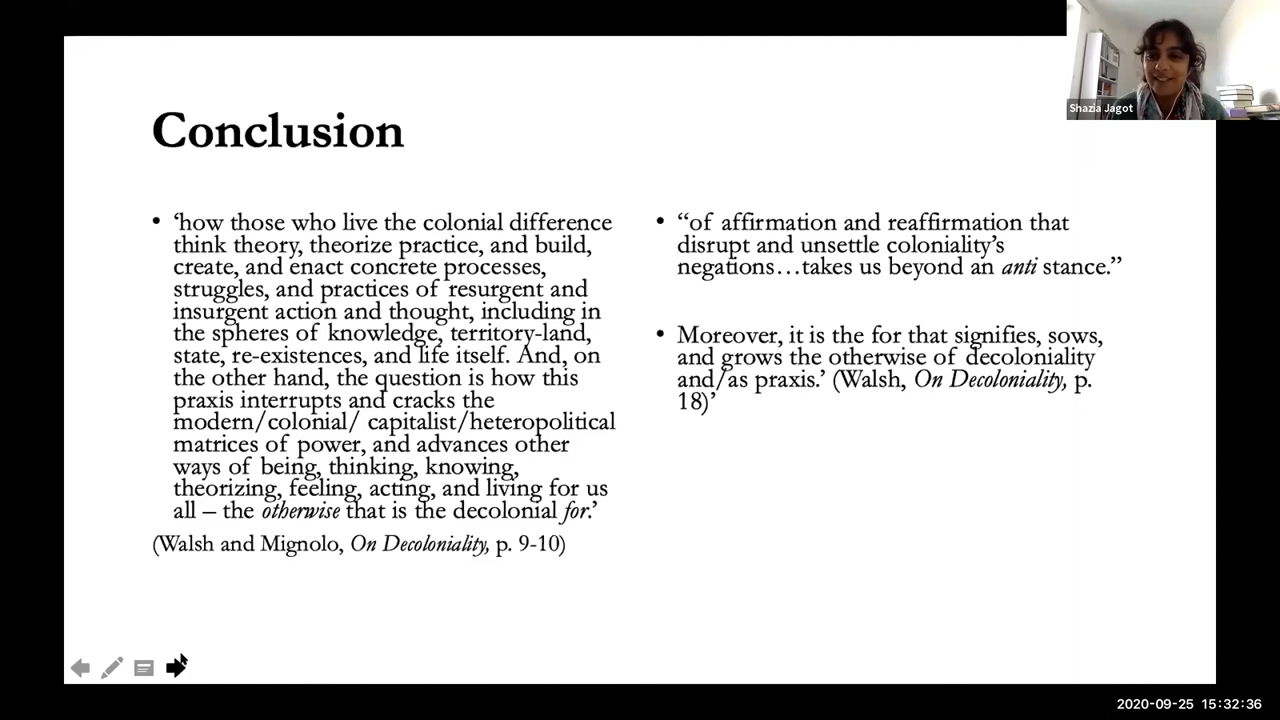 Shazia Jagot
Conclusion
• ‘how those who live the colonial difference
think theory, theorize practice, and build,
create, and enact concrete processes,
struggles, and practices of resurgent and
insurgent action and thought, including in
the spheres of knowledge, territory-land,
state, re-existences, and life itself. And, on
the other hand, the question is how this
praxis interrupts and cracks the
modern/colonial/ capitalist/heteropolitical
matrices of power, and advances other
ways of being, thinking, knowing,
theorizing, feeling, acting, and living for us
all – the otherwise that is the decolonial for.’
(Walsh and Mignolo, On Decoloniality, p. 9-10)
• “of affirmation and reaffirmation that
disrupt and unsettle coloniality’s
negations…takes us beyond an anti stance.”
• Moreover, it is the for that signifies, sows,
and grows the otherwise of decoloniality
and/as praxis.’ (Walsh, On Decoloniality, p.
18)’
2020-09-25 15:32:36